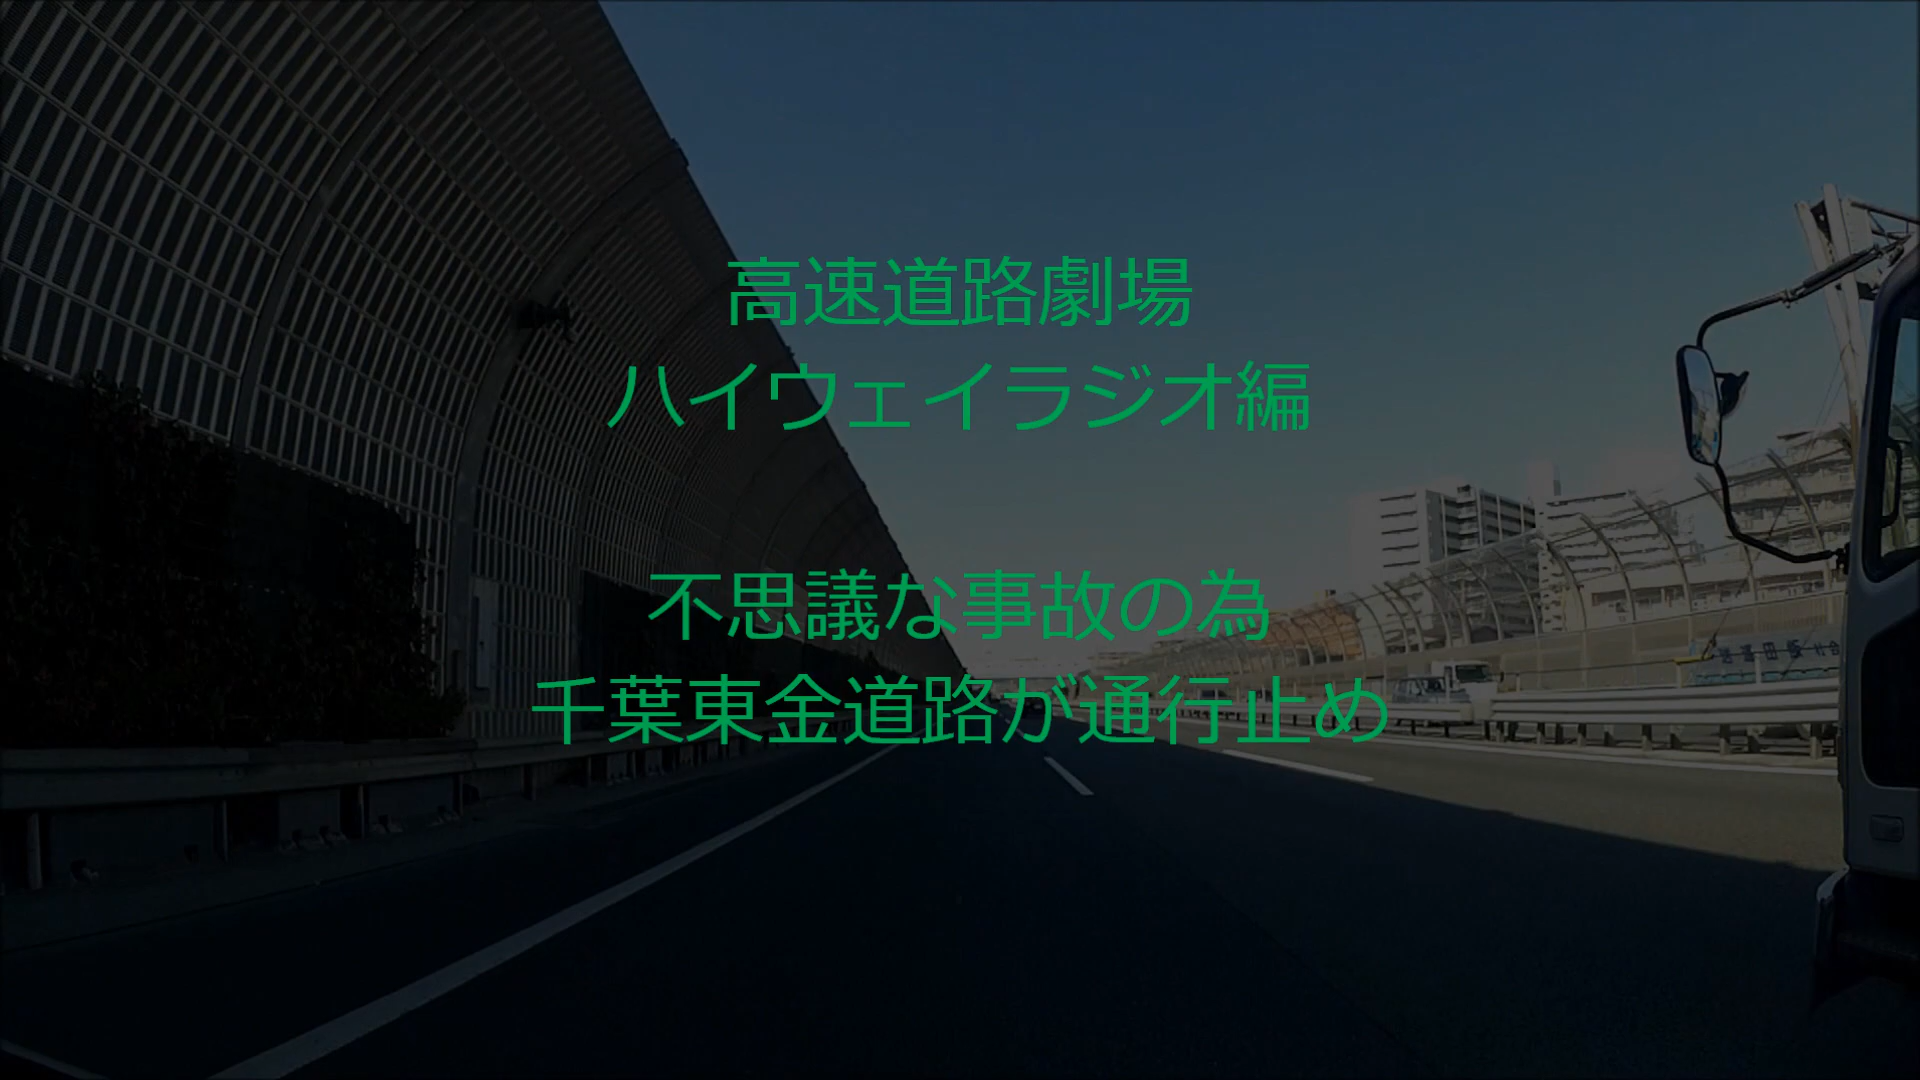 高速道路劇場
ハイウェイラジオ編
不思議な事故の為
千葉東金道路が通行止め